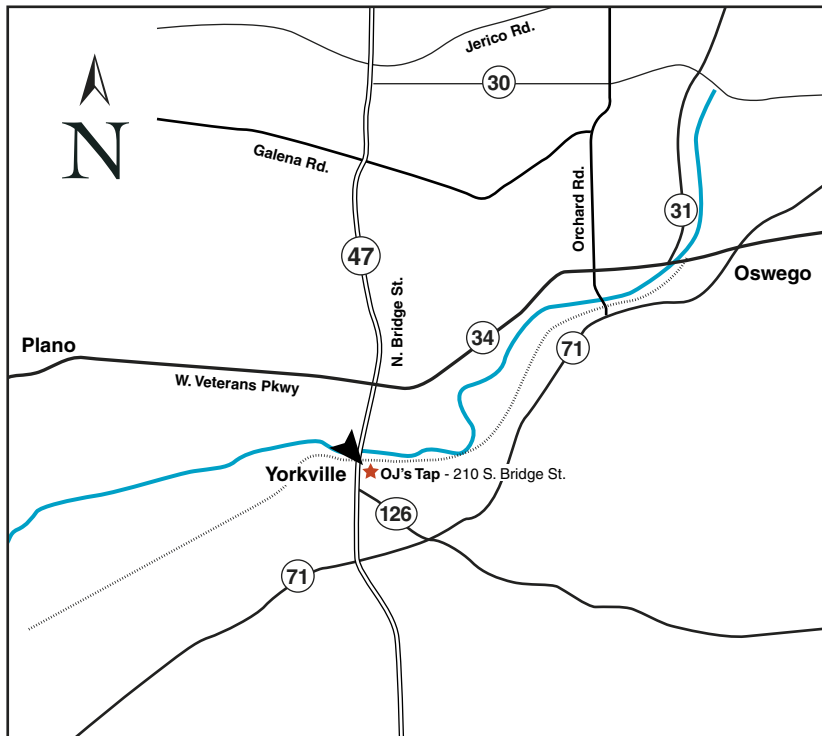 Jerico Rd.
30
N
Galena Rd.
Orchard Rd.
31
47
Oswego
N. Bridge St.
34
Plano
71
W. Veterans Pkwy
Yorkville
OJ's Tap - 210 S. Bridge St.
126
71